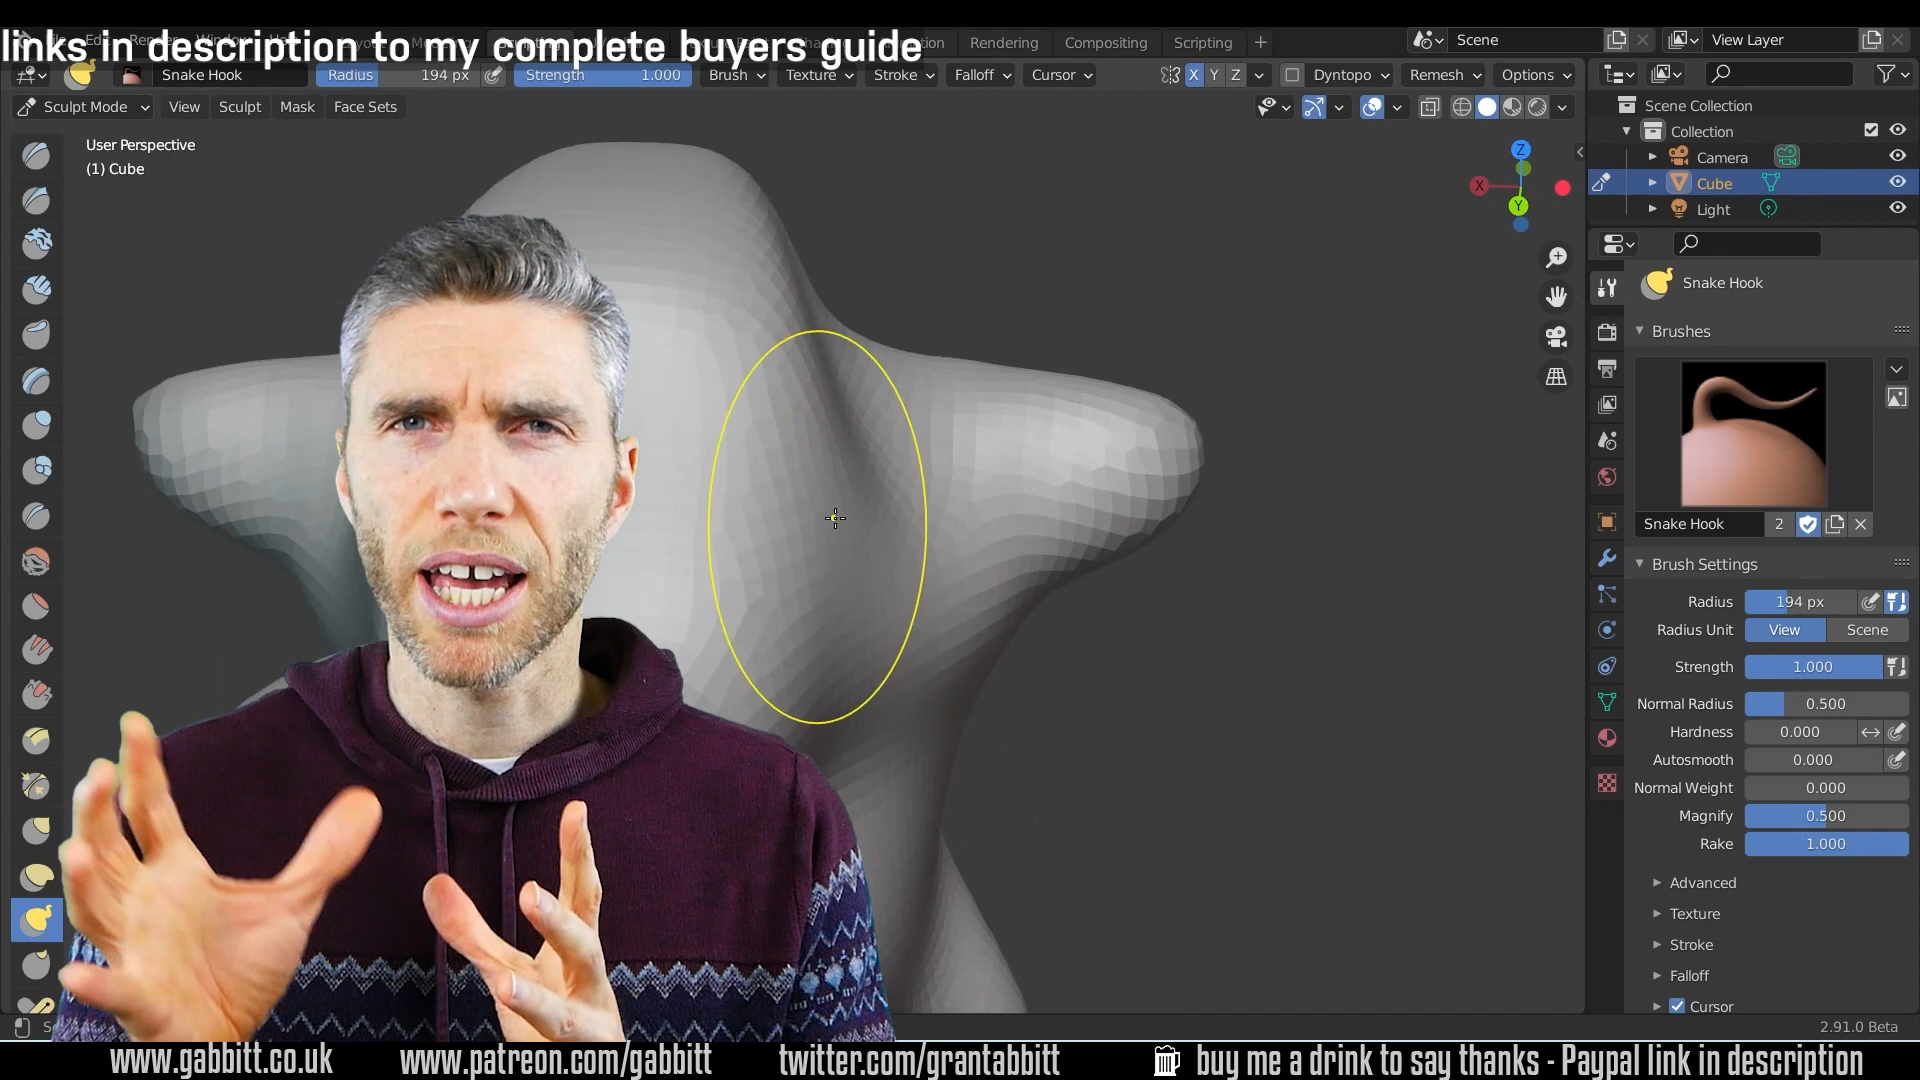 links in description to my complete buyers guide
Rendering
Compositing
Scripting
Scene
View Layer
Snake Hook
Radius 194 px
Strength 1.000
Brush
Texture
Stroke
Falloff
Cursor
X Y Z
Dyntopo
Remesh
Options
Sculpt Mode
View
Sculpt
Mask
Face Sets
User Perspective
(1) Cube
Z
X
Y
Scene Collection
Collection
Camera
Cube
Light
Snake Hook
Brushes
Snake Hook 2
Brush Settings
Radius 194 px
Radius Unit View Scene
Strength 1.000
Normal Radius 0.500
Hardness 0.000
Autosmooth 0.000
Normal Weight 0.000
Magnify 0.500
Rake 1.000
Advanced
Texture
Stroke
Falloff
Cursor
2.91.0 Beta
www.gabbitt.co.uk
www.patreon.com/gabbitt
twitter.com/grantabbitt
buy me a drink to say thanks - Paypal link in description